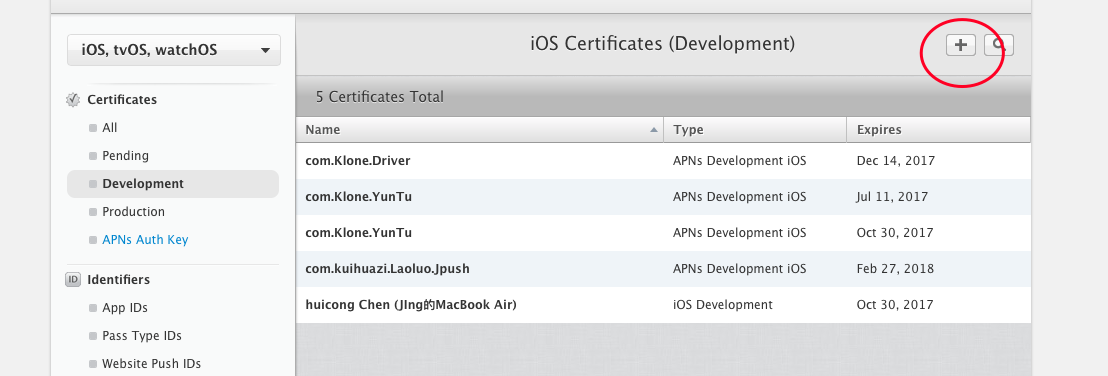 iOS, tvOS, watchOS
iOS Certificates (Development)
Certificates
All
Pending
Development
Production
APNs Auth Key
ID Identifiers
App IDs
Pass Type IDs
Website Push IDs
5 Certificates Total
Name Type Expires
com.Klone.Driver APNs Development iOS Dec 14, 2017
com.Klone.YunTu APNs Development iOS Jul 11, 2017
com.Klone.YunTu APNs Development iOS Oct 30, 2017
com.kuihuazi.Laoluo.Jpush APNs Development iOS Feb 27, 2018
huicong Chen (JIng的MacBook Air) iOS Development Oct 30, 2017